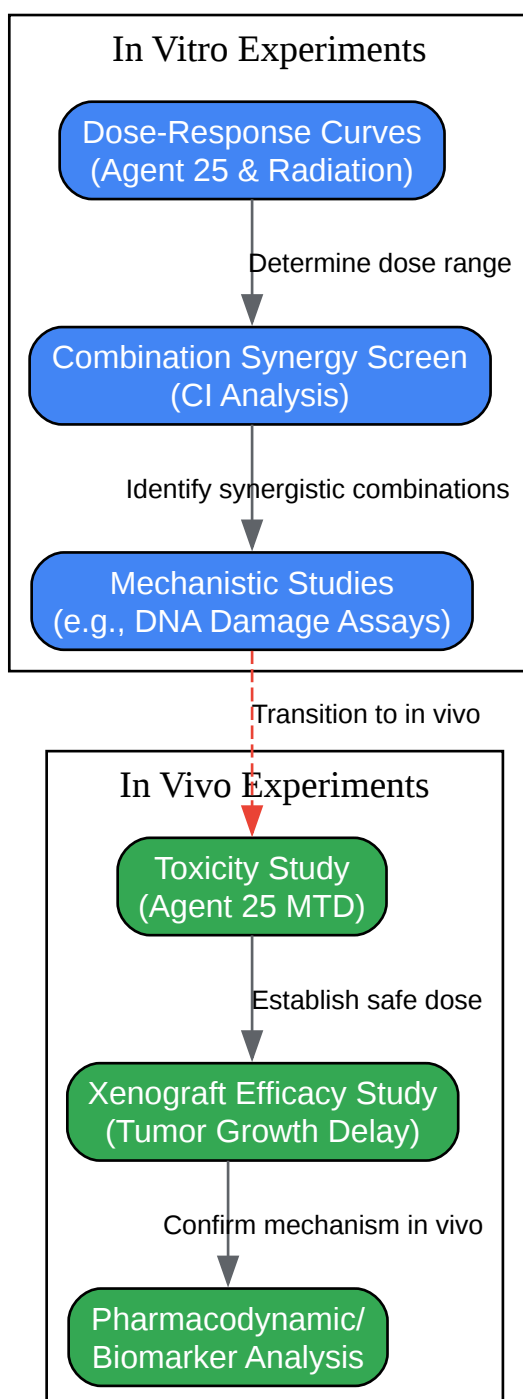 In Vitro Experiments
Dose-Response Curves
(Agent 25 & Radiation)
Determine dose range
Combination Synergy Screen
(CI Analysis)
Identify synergistic combinations
Mechanistic Studies
(e.g., DNA Damage Assays)
Transition to in vivo
In Vivo Experiments
Toxicity Study
(Agent 25 MTD)
Establish safe dose
Xenograft Efficacy Study
(Tumor Growth Delay)
Confirm mechanism in vivo
Pharmacodynamic/
Biomarker Analysis